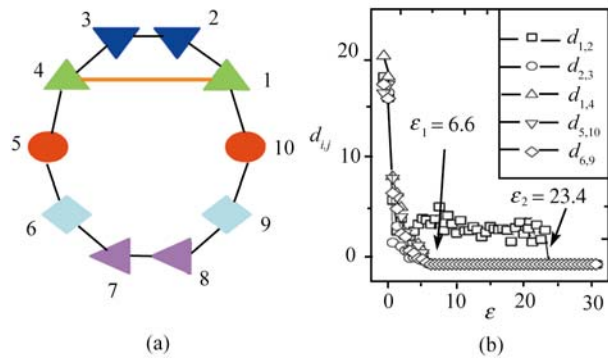 3
2
4
1
5
10
6
9
7
8
(a)
20
10
0
d_{i,j}
0
10
20
30
ε
ε_1 = 6.6
ε_2 = 23.4
d_{1,2}
d_{2,3}
d_{1,4}
d_{5,10}
d_{6,9}
(b)